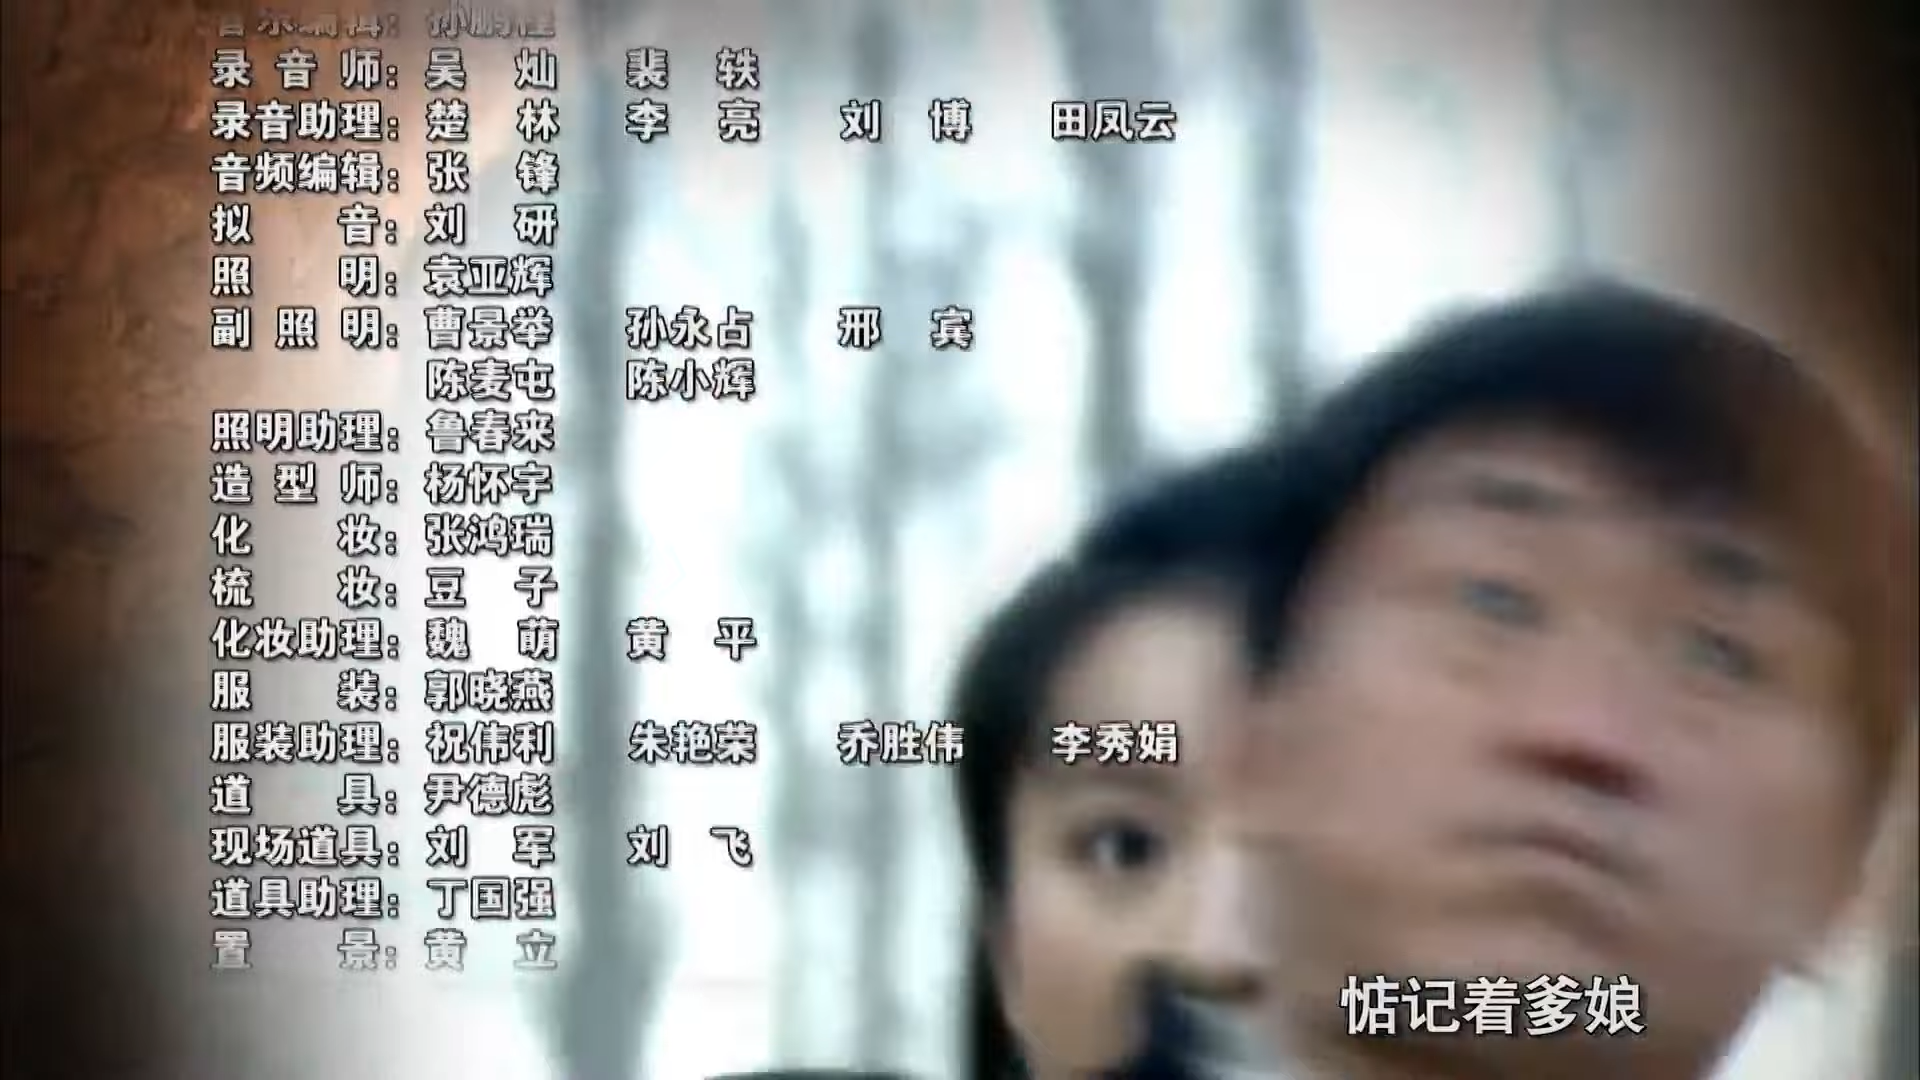 录音师：吴灿 裴轶
录音助理：楚林 李亮 刘博 田凤云
音频编辑：张锋
拟音：刘研
照明：袁亚辉
副照明：曹景举 孙永占 邢宾
陈麦屯 陈小辉
照明助理：鲁春来
造型师：杨怀宇
化妆：张鸿瑞
梳妆：豆子
化妆助理：魏萌 黄平
服装：郭晓燕
服装助理：祝伟利 朱艳荣 乔胜伟 李秀娟
道具：尹德彪
现场道具：刘军 刘飞
道具助理：丁国强
置景：黄立
惦记着爹娘